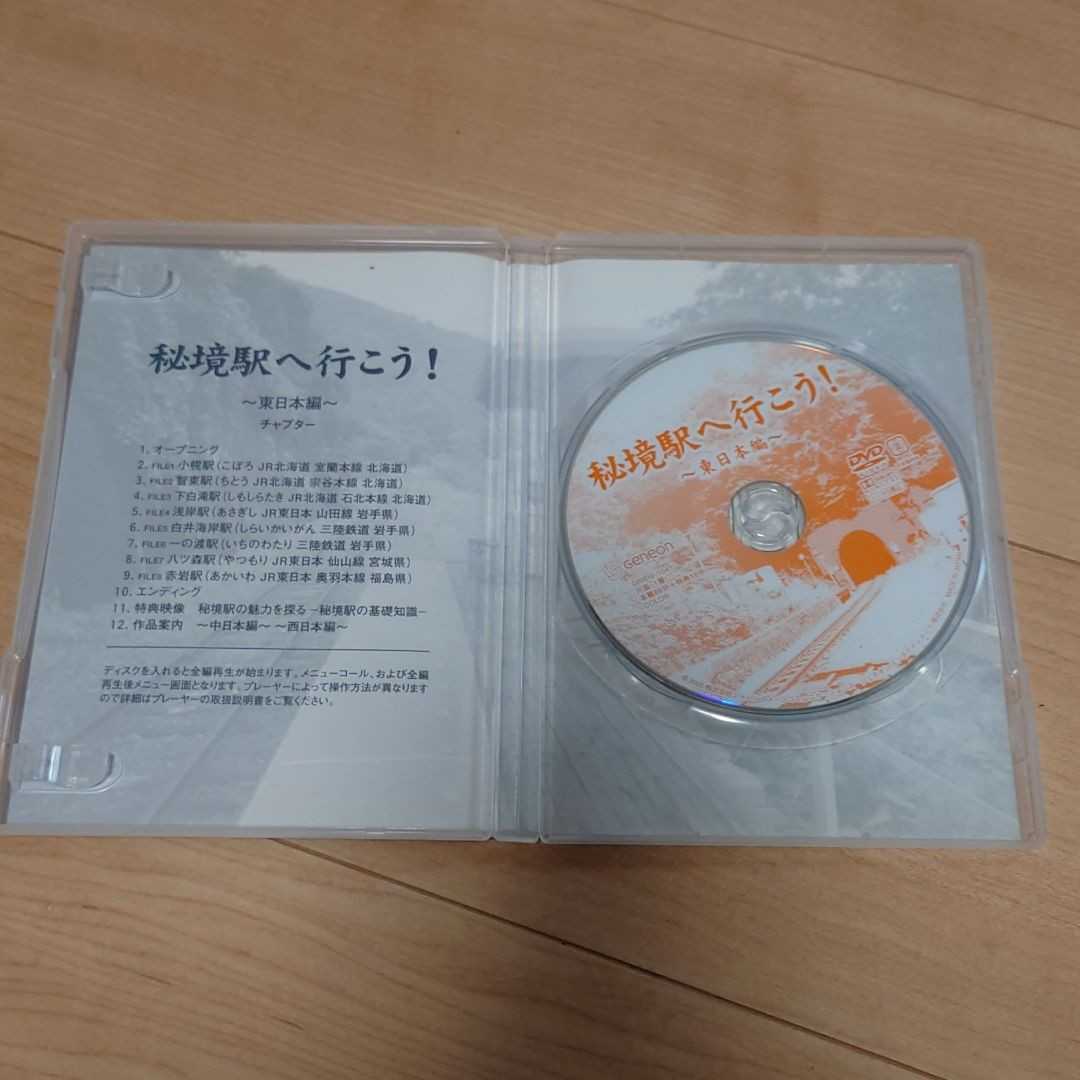 秘境駅へ行こう!
～東日本編～
チャプター
1. オープニング
2. FILE1 小幌駅(こぼろ JR北海道 室蘭本線 北海道)
3. FILE2 智東駅(ちとう JR北海道 宗谷本線 北海道)
4. FILE3 下白滝駅(しもしらたき JR北海道 石北本線 北海道)
5. FILE4 浅岸駅(あさぎし JR東日本 山田線 岩手県)
6. FILE5 白井海岸駅(しらいかいがん 三陸鉄道 岩手県)
7. FILE6 一の渡駅(いちのわたり 三陸鉄道 岩手県)
8. FILE7 八ツ森駅(やつもり JR東日本 仙山線 宮城県)
9. FILE8 赤岩駅(あかいわ JR東日本 奥羽本線 福島県)
10. エンディング
11. 特典映像 秘境駅の魅力を探る −秘境駅の基礎知識−
12. 作品案内 ～中日本編～ ～西日本編～
ディスクを入れると全編再生が始まります。メニューコール、および全編
再生後メニュー画面となります。プレーヤーによって操作方法が異なります
ので詳細はプレーヤーの取扱説明書をご覧ください。
秘境駅へ行こう!
～東日本編～
DVD
VIDEO
Geneon
COLOR